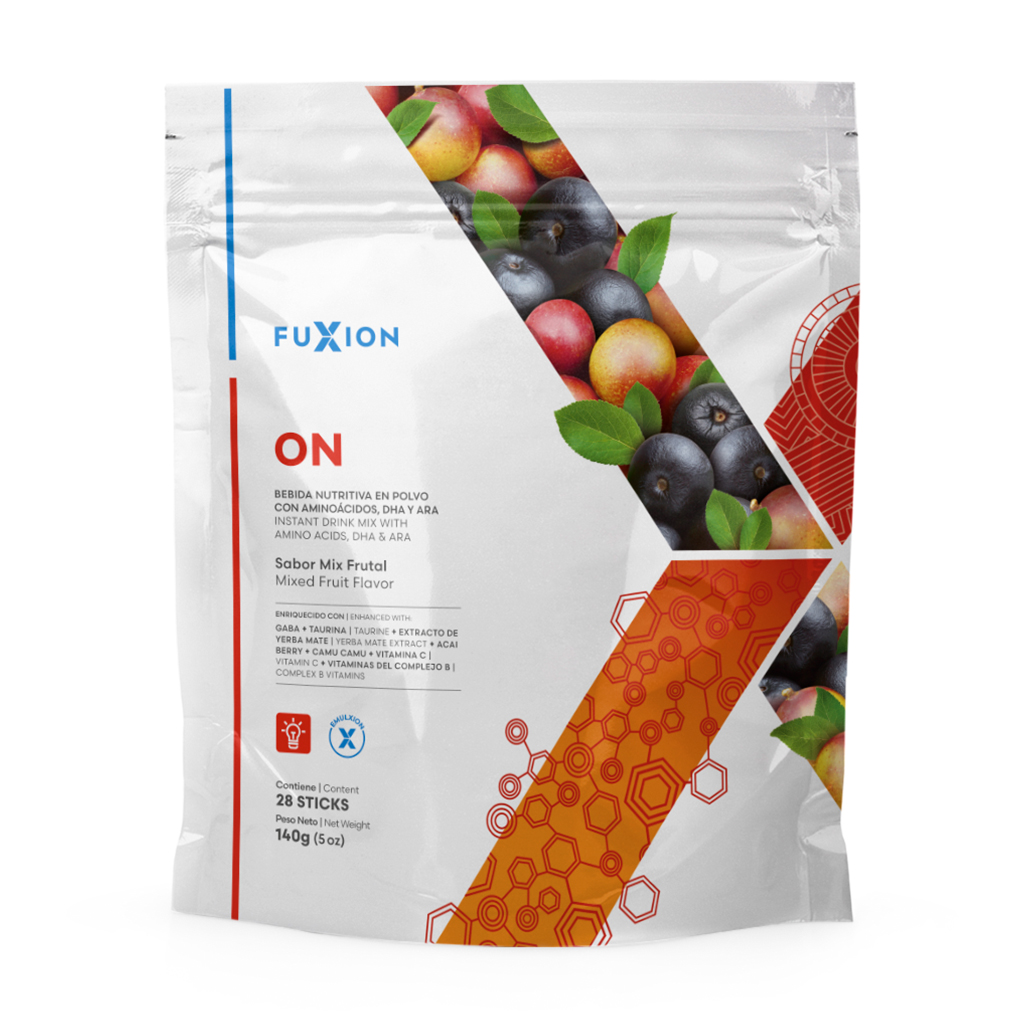 FUXION
ON
BEBIDA NUTRITIVA EN POLVO
CON AMINOÁCIDOS, DHA Y ARA
INSTANT DRINK MIX WITH
AMINO ACIDS, DHA & ARA
Sabor Mix Frutal
Mixed Fruit Flavor
ENRIQUECIDO CON | ENHANCED WITH:
GABA + TAURINA | TAURINE + EXTRACTO DE
YERBA MATE | YERBA MATE EXTRACT + ACAI
BERRY + CAMU CAMU + VITAMINA C |
VITAMIN C + VITAMINAS DEL COMPLEJO B |
COMPLEX B VITAMINS
EMULXION
X
Contiene | Content
28 STICKS
Peso Neto | Net Weight
140g (5 oz)